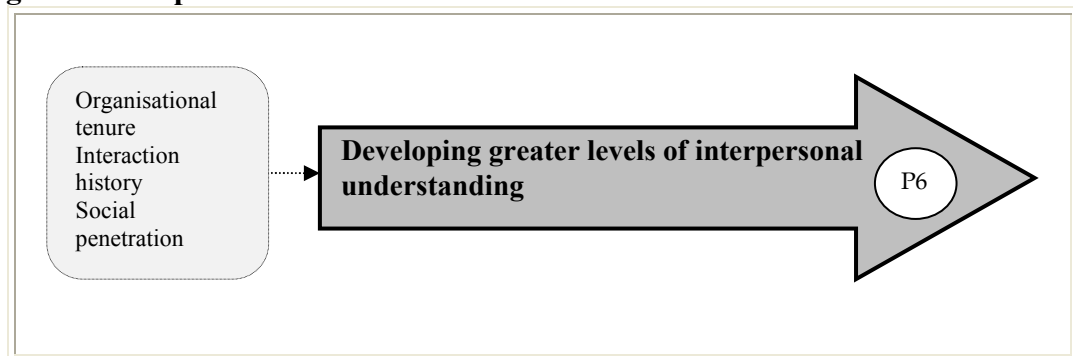 Organisational
tenure
Interaction
history
Social
penetration
Developing greater levels of interpersonal
understanding
P6